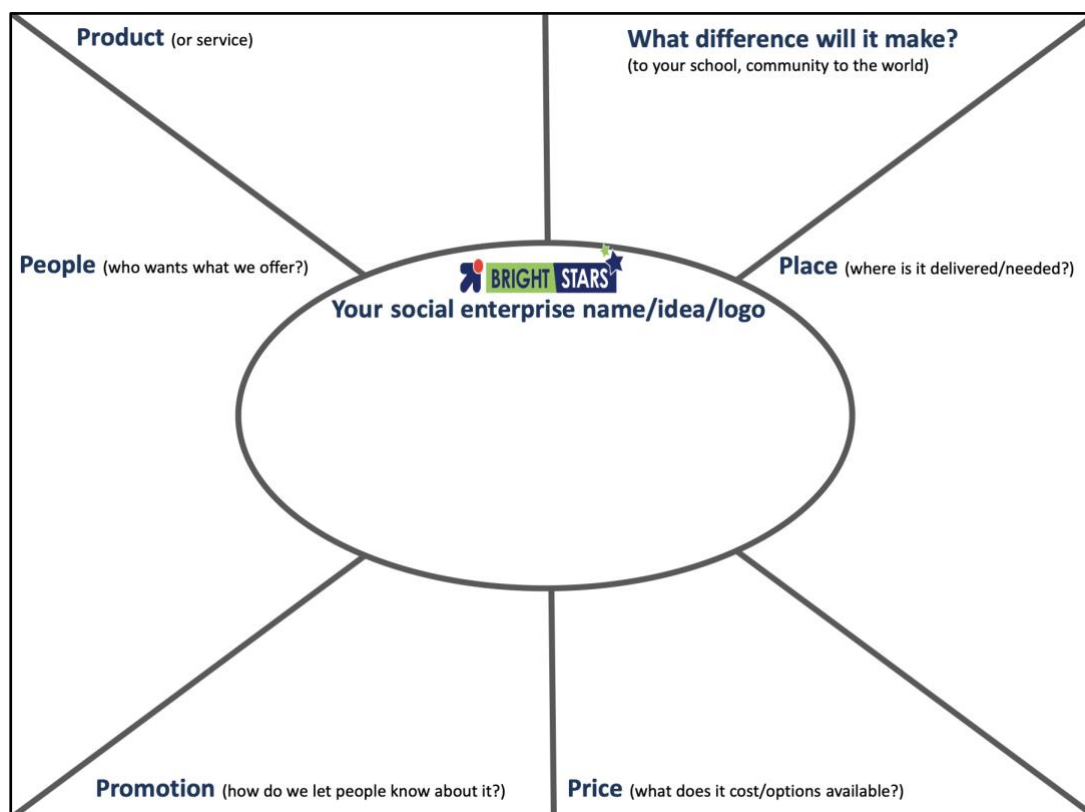 Product (or service)
What difference will it make?
(to your school, community to the world)
People (who wants what we offer?)
BRIGHT STARS
Place (where is it delivered/needed?)
Your social enterprise name/idea/logo
Promotion (how do we let people know about it?)
Price (what does it cost/options available?)